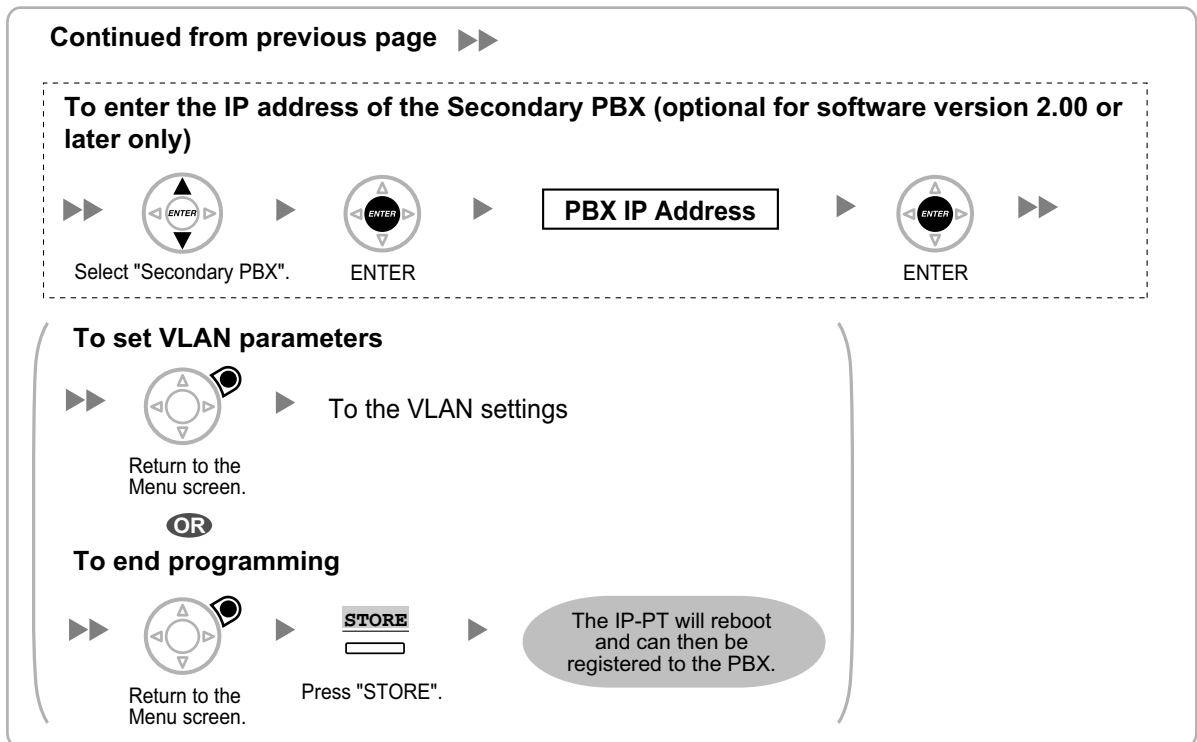 Continued from previous page
To enter the IP address of the Secondary PBX (optional for software version 2.00 or
later only)
ENTER
ENTER
PBX IP Address
ENTER
Select "Secondary PBX".
ENTER
ENTER
To set VLAN parameters
To the VLAN settings
Return to the
Menu screen.
OR
To end programming
STORE
The IP-PT will reboot
and can then be
registered to the PBX.
Return to the
Menu screen.
Press "STORE".